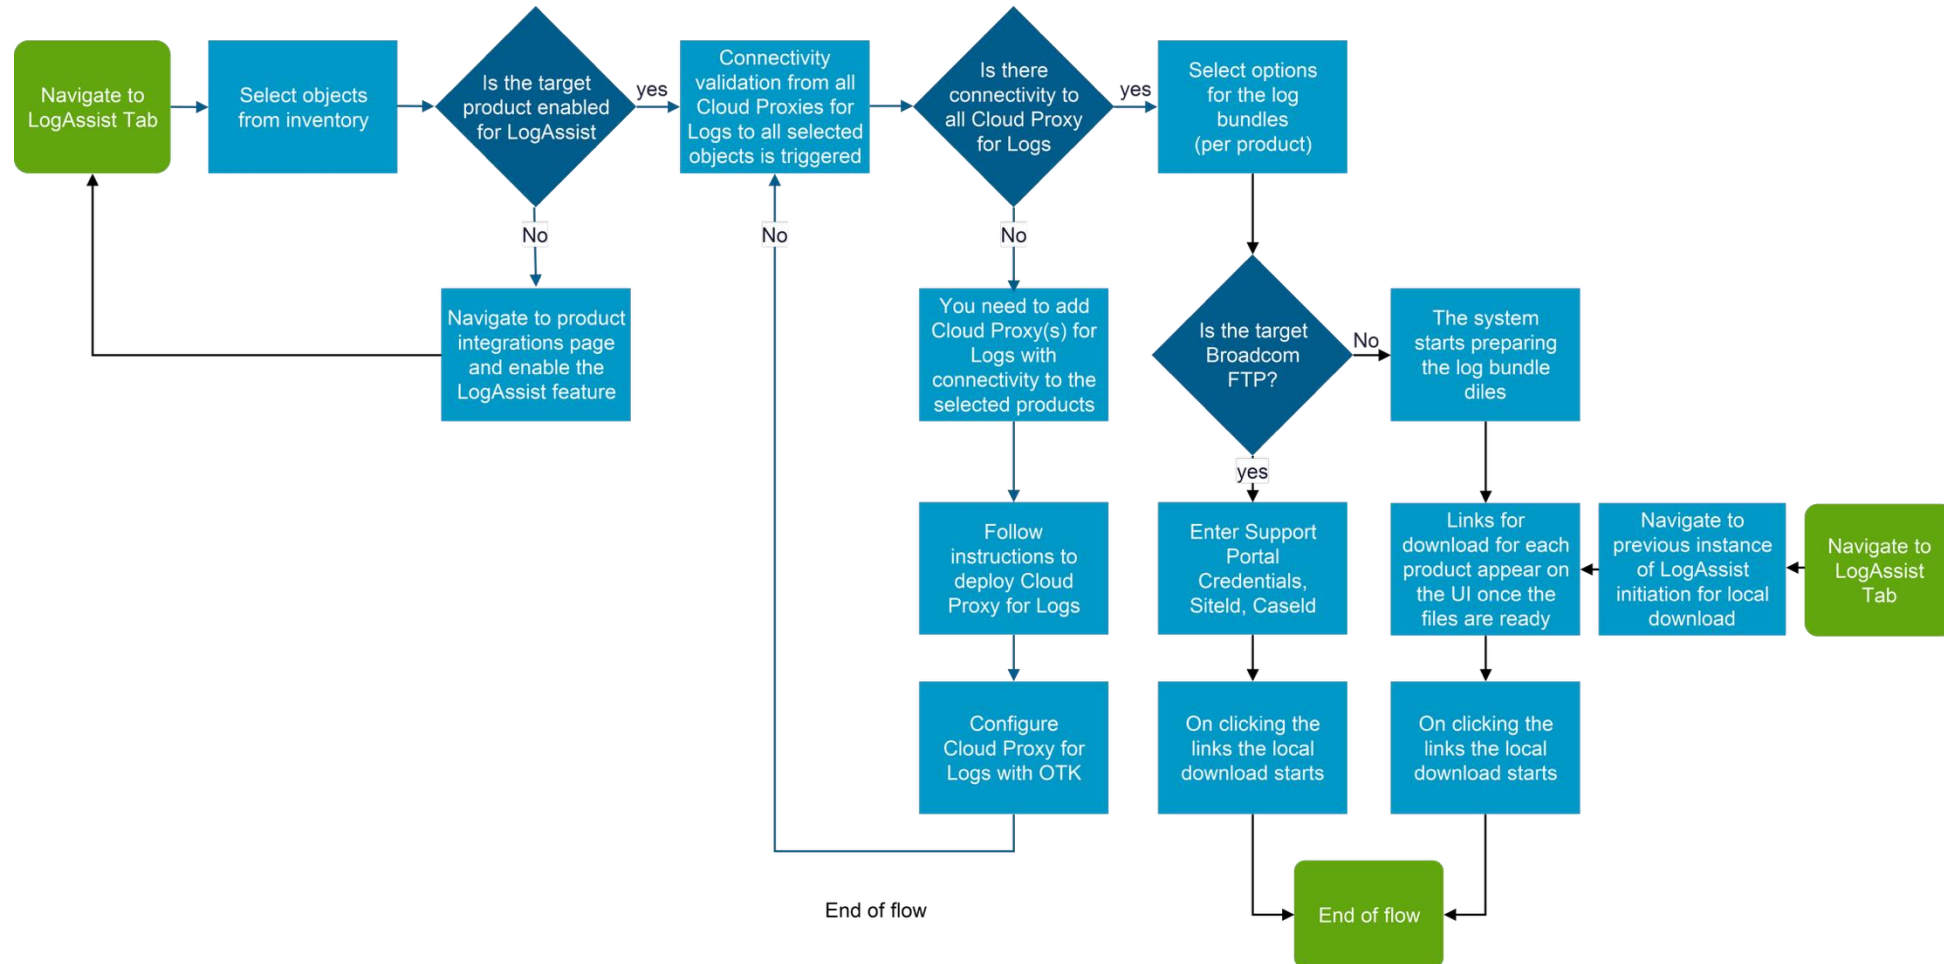 Navigate to
LogAssist Tab
Select objects
from inventory
Is the target
product enabled
for LogAssist
yes
Connectivity
validation from all
Cloud Proxies for
Logs to all selected
objects is triggered
Is there
connectivity to
all Cloud Proxy
for Logs
yes
Select options
for the log
bundles
(per product)
No
No
No
Navigate to product
integrations page
and enable the
LogAssist feature
You need to add
Cloud Proxy(s) for
Logs with
connectivity to the
selected products
Is the target
Broadcom
FTP?
No
The system
starts preparing
the log bundle
diles
yes
Follow
instructions to
deploy Cloud
Proxy for Logs
Enter Support
Portal
Credentials,
SiteId, CaseId
Links for
download for each
product appear on
the UI once the
files are ready
Navigate to
previous instance
of LogAssist
initiation for local
download
Navigate to
LogAssist
Tab
Configure
Cloud Proxy for
Logs with OTK
On clicking the
links the local
download starts
On clicking the
links the local
download starts
End of flow
End of flow